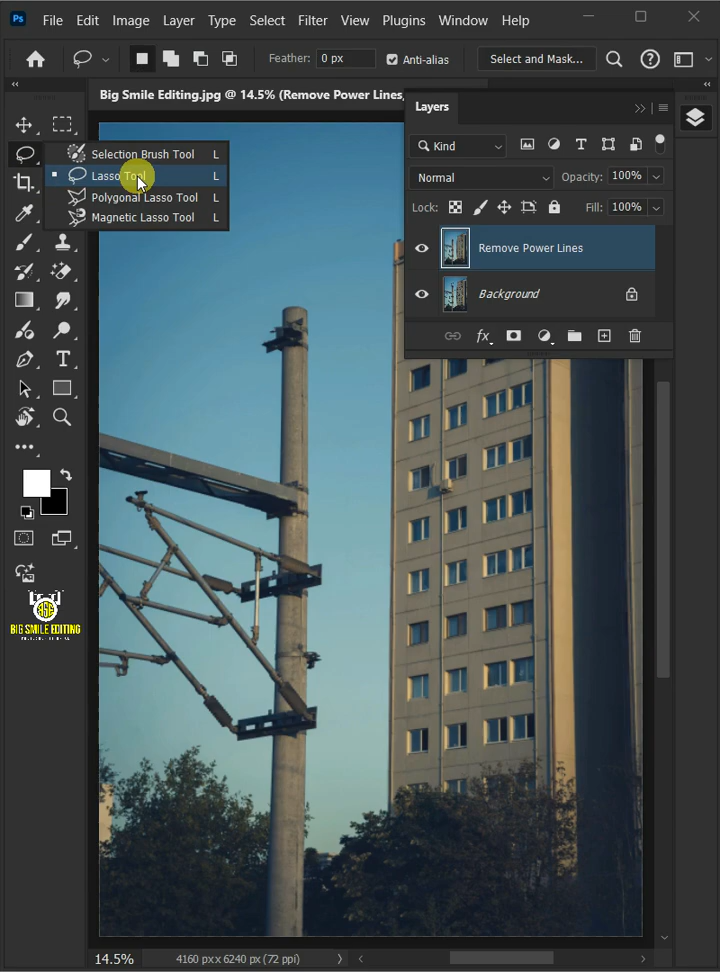 Ps File Edit Image Layer Type Select Filter View Plugins Window Help
Feather: 0 px Anti-alias Select and Mask...
Big Smile Editing.jpg @ 14.5% (Remove Power Lines,
Layers
Kind
Normal Opacity: 100%
Lock: Fill: 100%
Remove Power Lines
Background
fx
Selection Brush Tool L
Lasso Tool L
Polygonal Lasso Tool L
Magnetic Lasso Tool L
T
BIG SMILE EDITING
14.5% 4160 px x 6240 px (72 ppi)